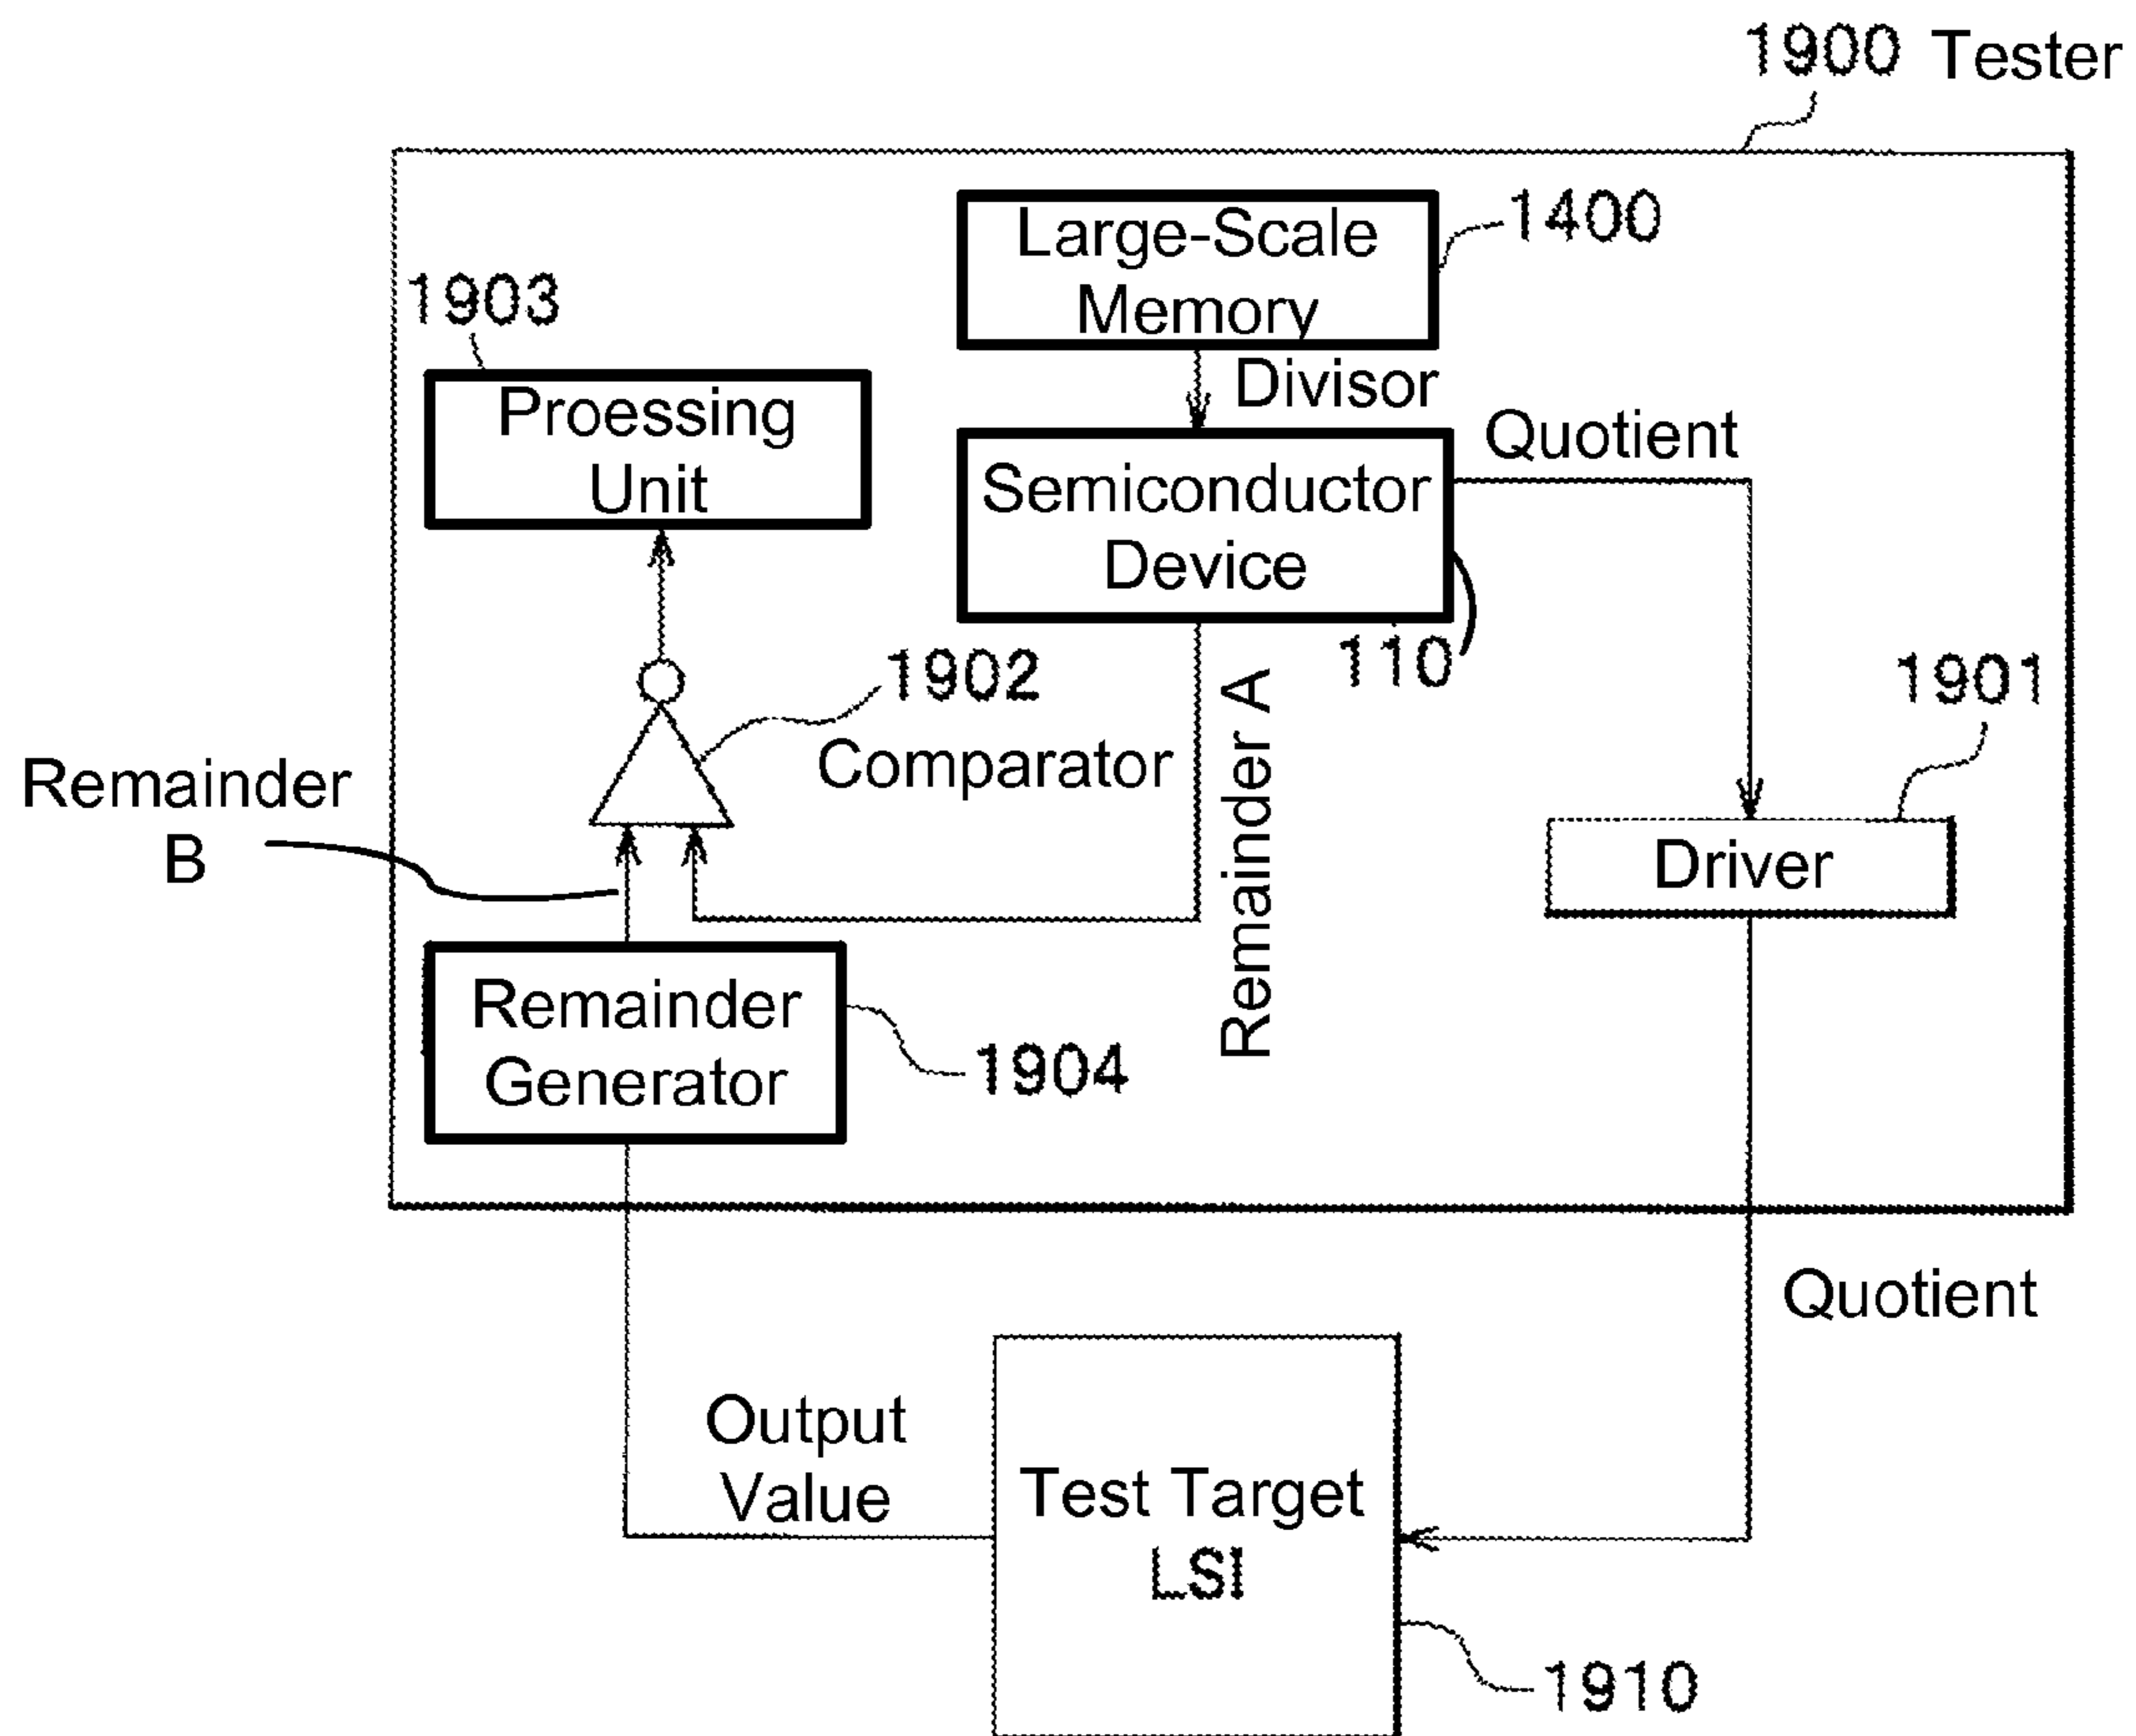 1900 Tester
Large-Scale
Memory
1400
1903
Divisor
Proessing
Unit
Quotient
Semiconductor
Device
110
1902
Comparator
Remainder A
1901
Remainder
B
Driver
Remainder
Generator
1904
Quotient
Output
Value
Test Target
LSI
1910